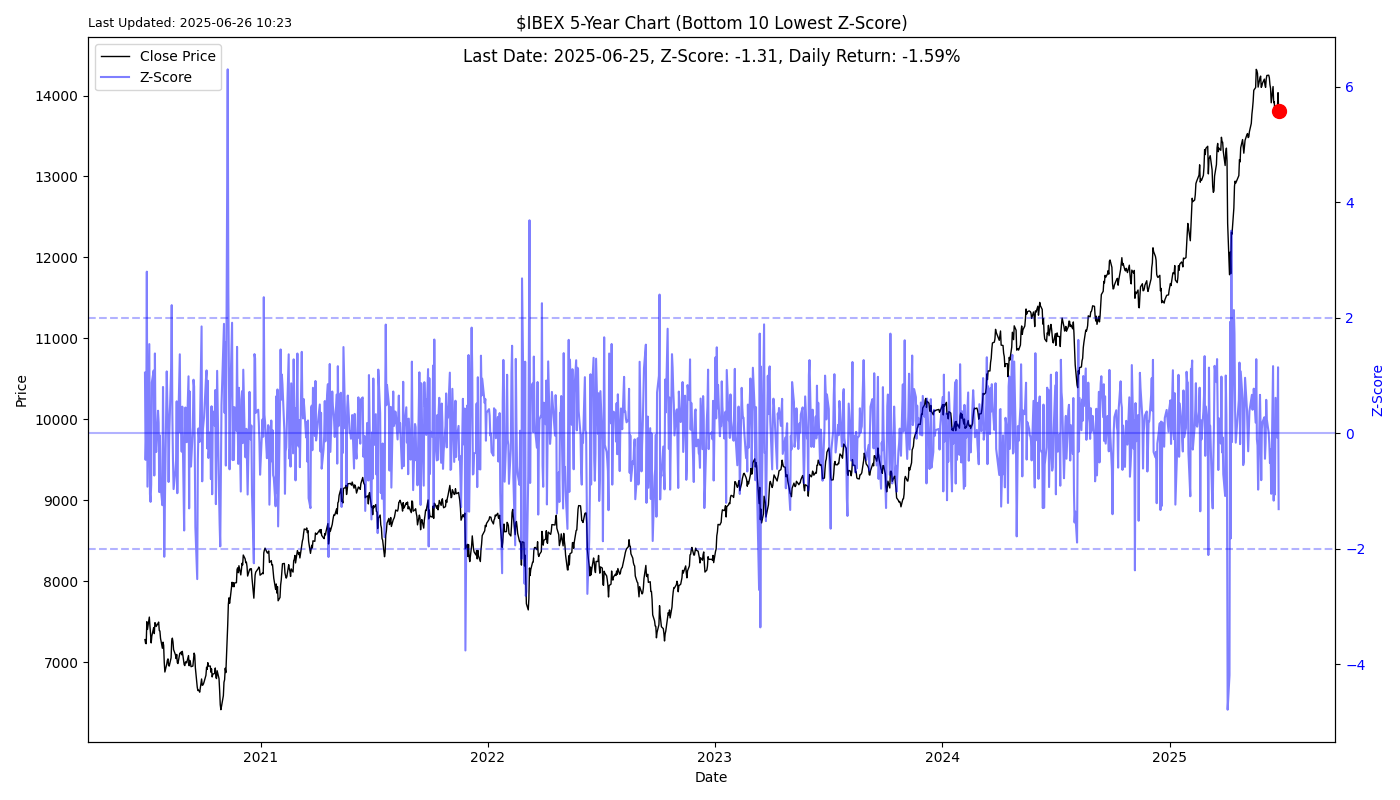 Last Updated: 2025-06-26 10:23
$IBEX 5-Year Chart (Bottom 10 Lowest Z-Score)
Last Date: 2025-06-25, Z-Score: -1.31, Daily Return: -1.59%
Close Price
Z-Score
14000
13000
12000
11000
10000
9000
8000
7000
Price
6
4
2
0
−2
−4
Z-Score
2021
2022
2023
2024
2025
Date